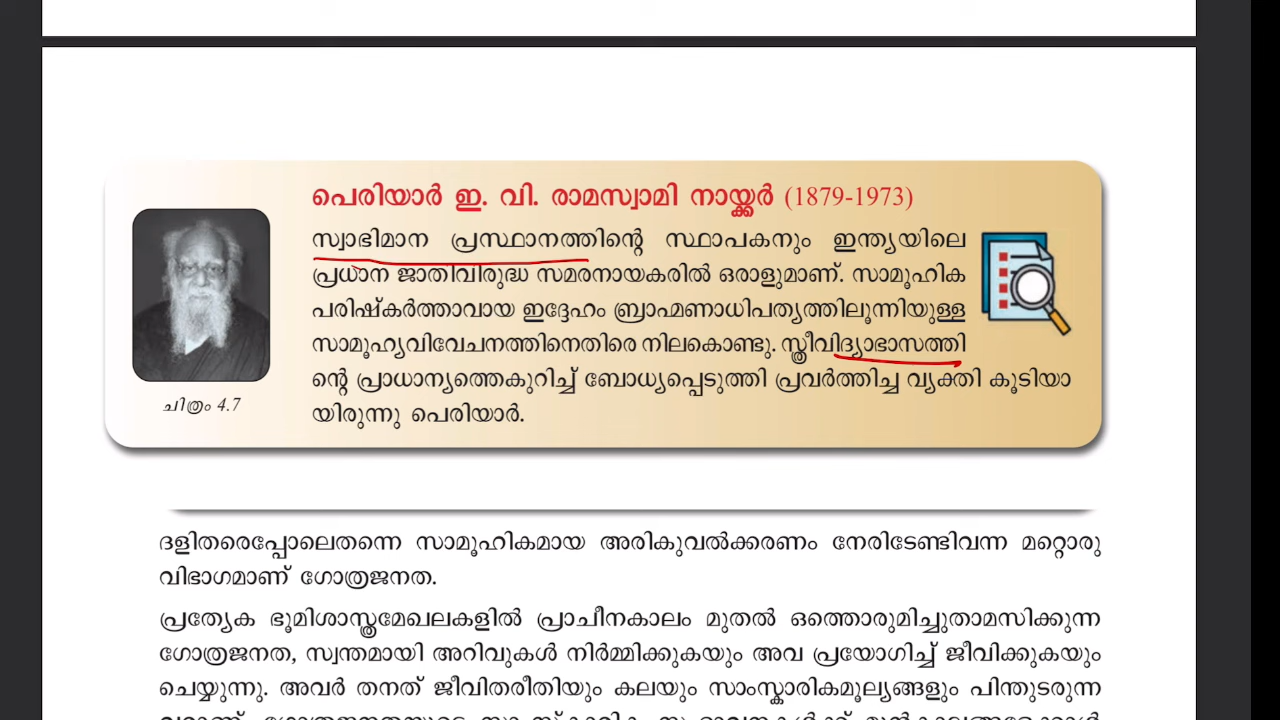 പെരിയാർ ഇ. വി. രാമസ്വാമി നായ്ക്കർ (1879-1973)
സ്വാഭിമാന പ്രസ്ഥാനത്തിന്റെ സ്ഥാപകനും ഇന്ത്യയിലെ
പ്രധാന ജാതിവിരുദ്ധ സമരനായകരിൽ ഒരാളുമാണ്. സാമൂഹിക
പരിഷ്കർത്താവായ ഇദ്ദേഹം ബ്രാഹ്മണാധിപത്യത്തിലൂന്നിയുള്ള
സാമൂഹ്യവിവേചനത്തിനെതിരെ നിലകൊണ്ടു. സ്ത്രീവിദ്യാഭാസത്തി
ന്റെ പ്രാധാന്യത്തെകുറിച്ച് ബോധ്യപ്പെടുത്തി പ്രവർത്തിച്ച വ്യക്തി കൂടിയാ
യിരുന്നു പെരിയാർ.
ചിത്രം 4.7
ദളിതരെപ്പോലെതന്നെ സാമൂഹികമായ അരികുവൽക്കരണം നേരിടേണ്ടിവന്ന മറ്റൊരു
വിഭാഗമാണ് ഗോത്രജനത.
പ്രത്യേക ഭൂമിശാസ്ത്രമേഖലകളിൽ പ്രാചീനകാലം മുതൽ ഒത്തൊരുമിച്ചുതാമസിക്കുന്ന
ഗോത്രജനത, സ്വന്തമായി അറിവുകൾ നിർമ്മിക്കുകയും അവ പ്രയോഗിച്ച് ജീവിക്കുകയും
ചെയ്യുന്നു. അവർ തനത് ജീവിതരീതിയും കലയും സാംസ്കാരികമൂല്യങ്ങളും പിന്തുടരുന്ന